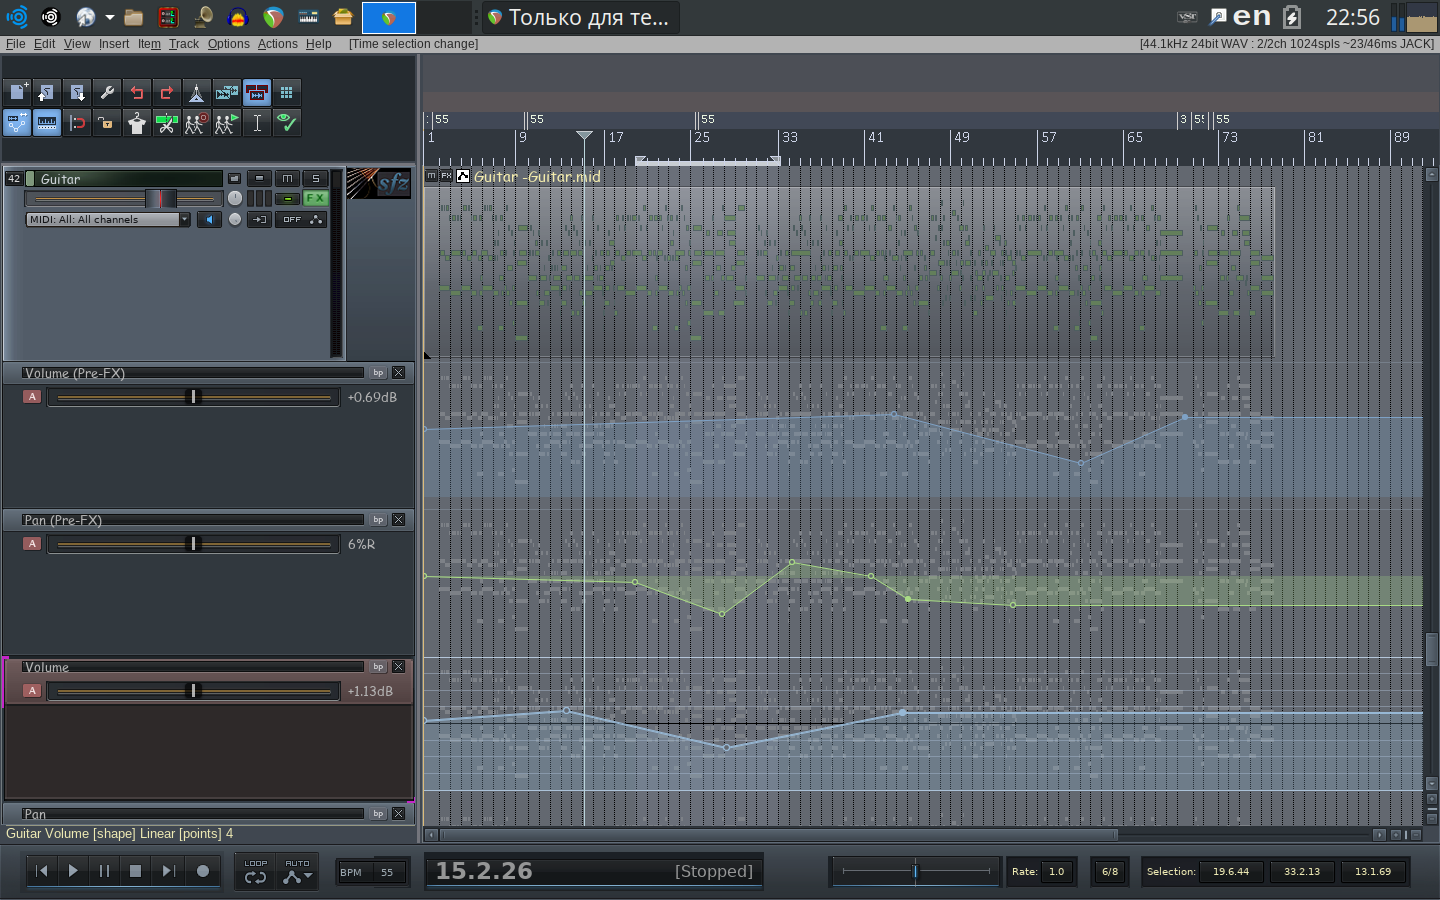 Только для те...
en
22:56
File Edit View Insert Item Track Options Actions Help [Time selection change]
[44.1kHz 24bit WAV : 2/2ch 1024spls ~23/46ms JACK]
55 55 55 3 55
1 9 17 25 33 41 49 57 65 73 81 89
42 Guitar M S
sfz
FX
MIDI: All: All channels
OFF
M FX Guitar -Guitar.mid
Volume (Pre-FX) bp
A +0.69dB
Pan (Pre-FX) bp
A 6%R
Volume bp
A +1.13dB
Pan bp
Guitar Volume [shape] Linear [points] 4
LOOP AUTO
BPM 55
15.2.26 [Stopped]
Rate: 1.0
6/8
Selection: 19.6.44 33.2.13 13.1.69